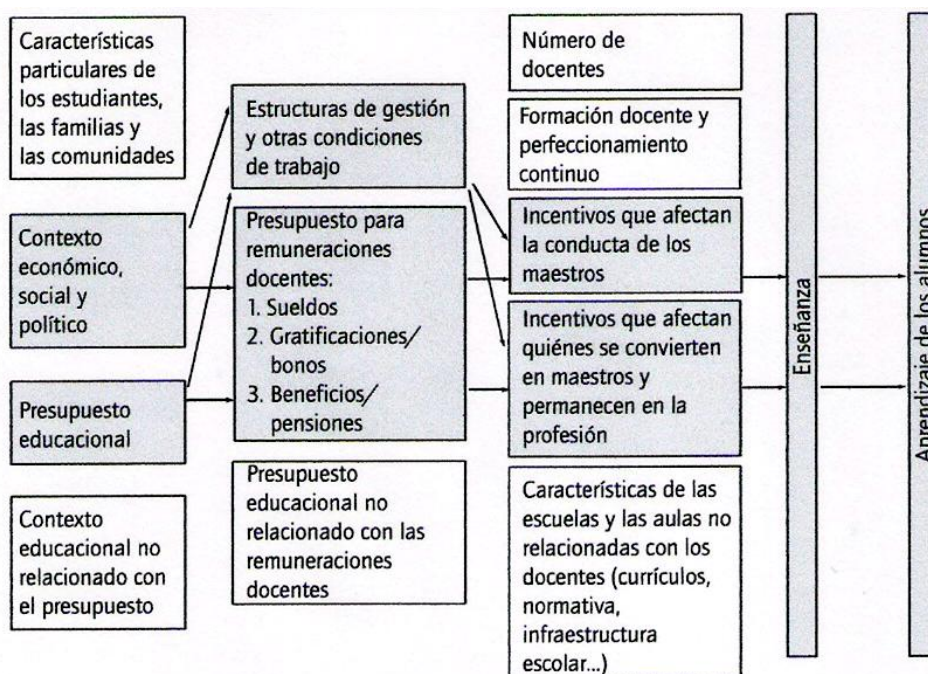 Características
particulares de
los estudiantes,
las familias y
las comunidades
Contexto
económico,
social y
político
Presupuesto
educacional
Contexto
educacional no
relacionado con
el presupuesto
Estructuras de gestión
y otras condiciones
de trabajo
Presupuesto para
remuneraciones
docentes:
1. Sueldos
2. Gratificaciones/
bonos
3. Beneficios/
pensiones
Presupuesto
educacional no
relacionado con las
remuneraciones
docentes
Número de
docentes
Formación docente y
perfeccionamiento
continuo
Incentivos que afectan
la conducta de los
maestros
Incentivos que afectan
quiénes se convierten
en maestros y
permanecen en la
profesión
Características de las
escuelas y las aulas no
relacionadas con los
docentes (currículos,
normativa,
infraestructura
escolar...)
Enseñanza
Aprendizaje de los alumnos